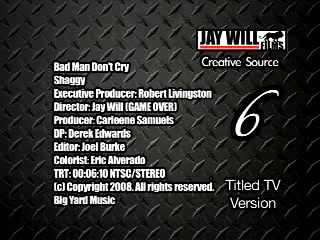 JAY WILL
FILMS
Creative Source
Bad Man Don't Cry
Shaggy
Executive Producer: Robert Livingston
Director: Jay Will (GAME OVER)
Producer: Carleene Samuels
DP: Derek Edwards
Editor: Joel Burke
Colorist: Eric Alverado
TRT: 00:06:10 NTSC/STEREO
(c) Copyright 2008. All rights reserved.
Big Yard Music
6
Titled TV
Version